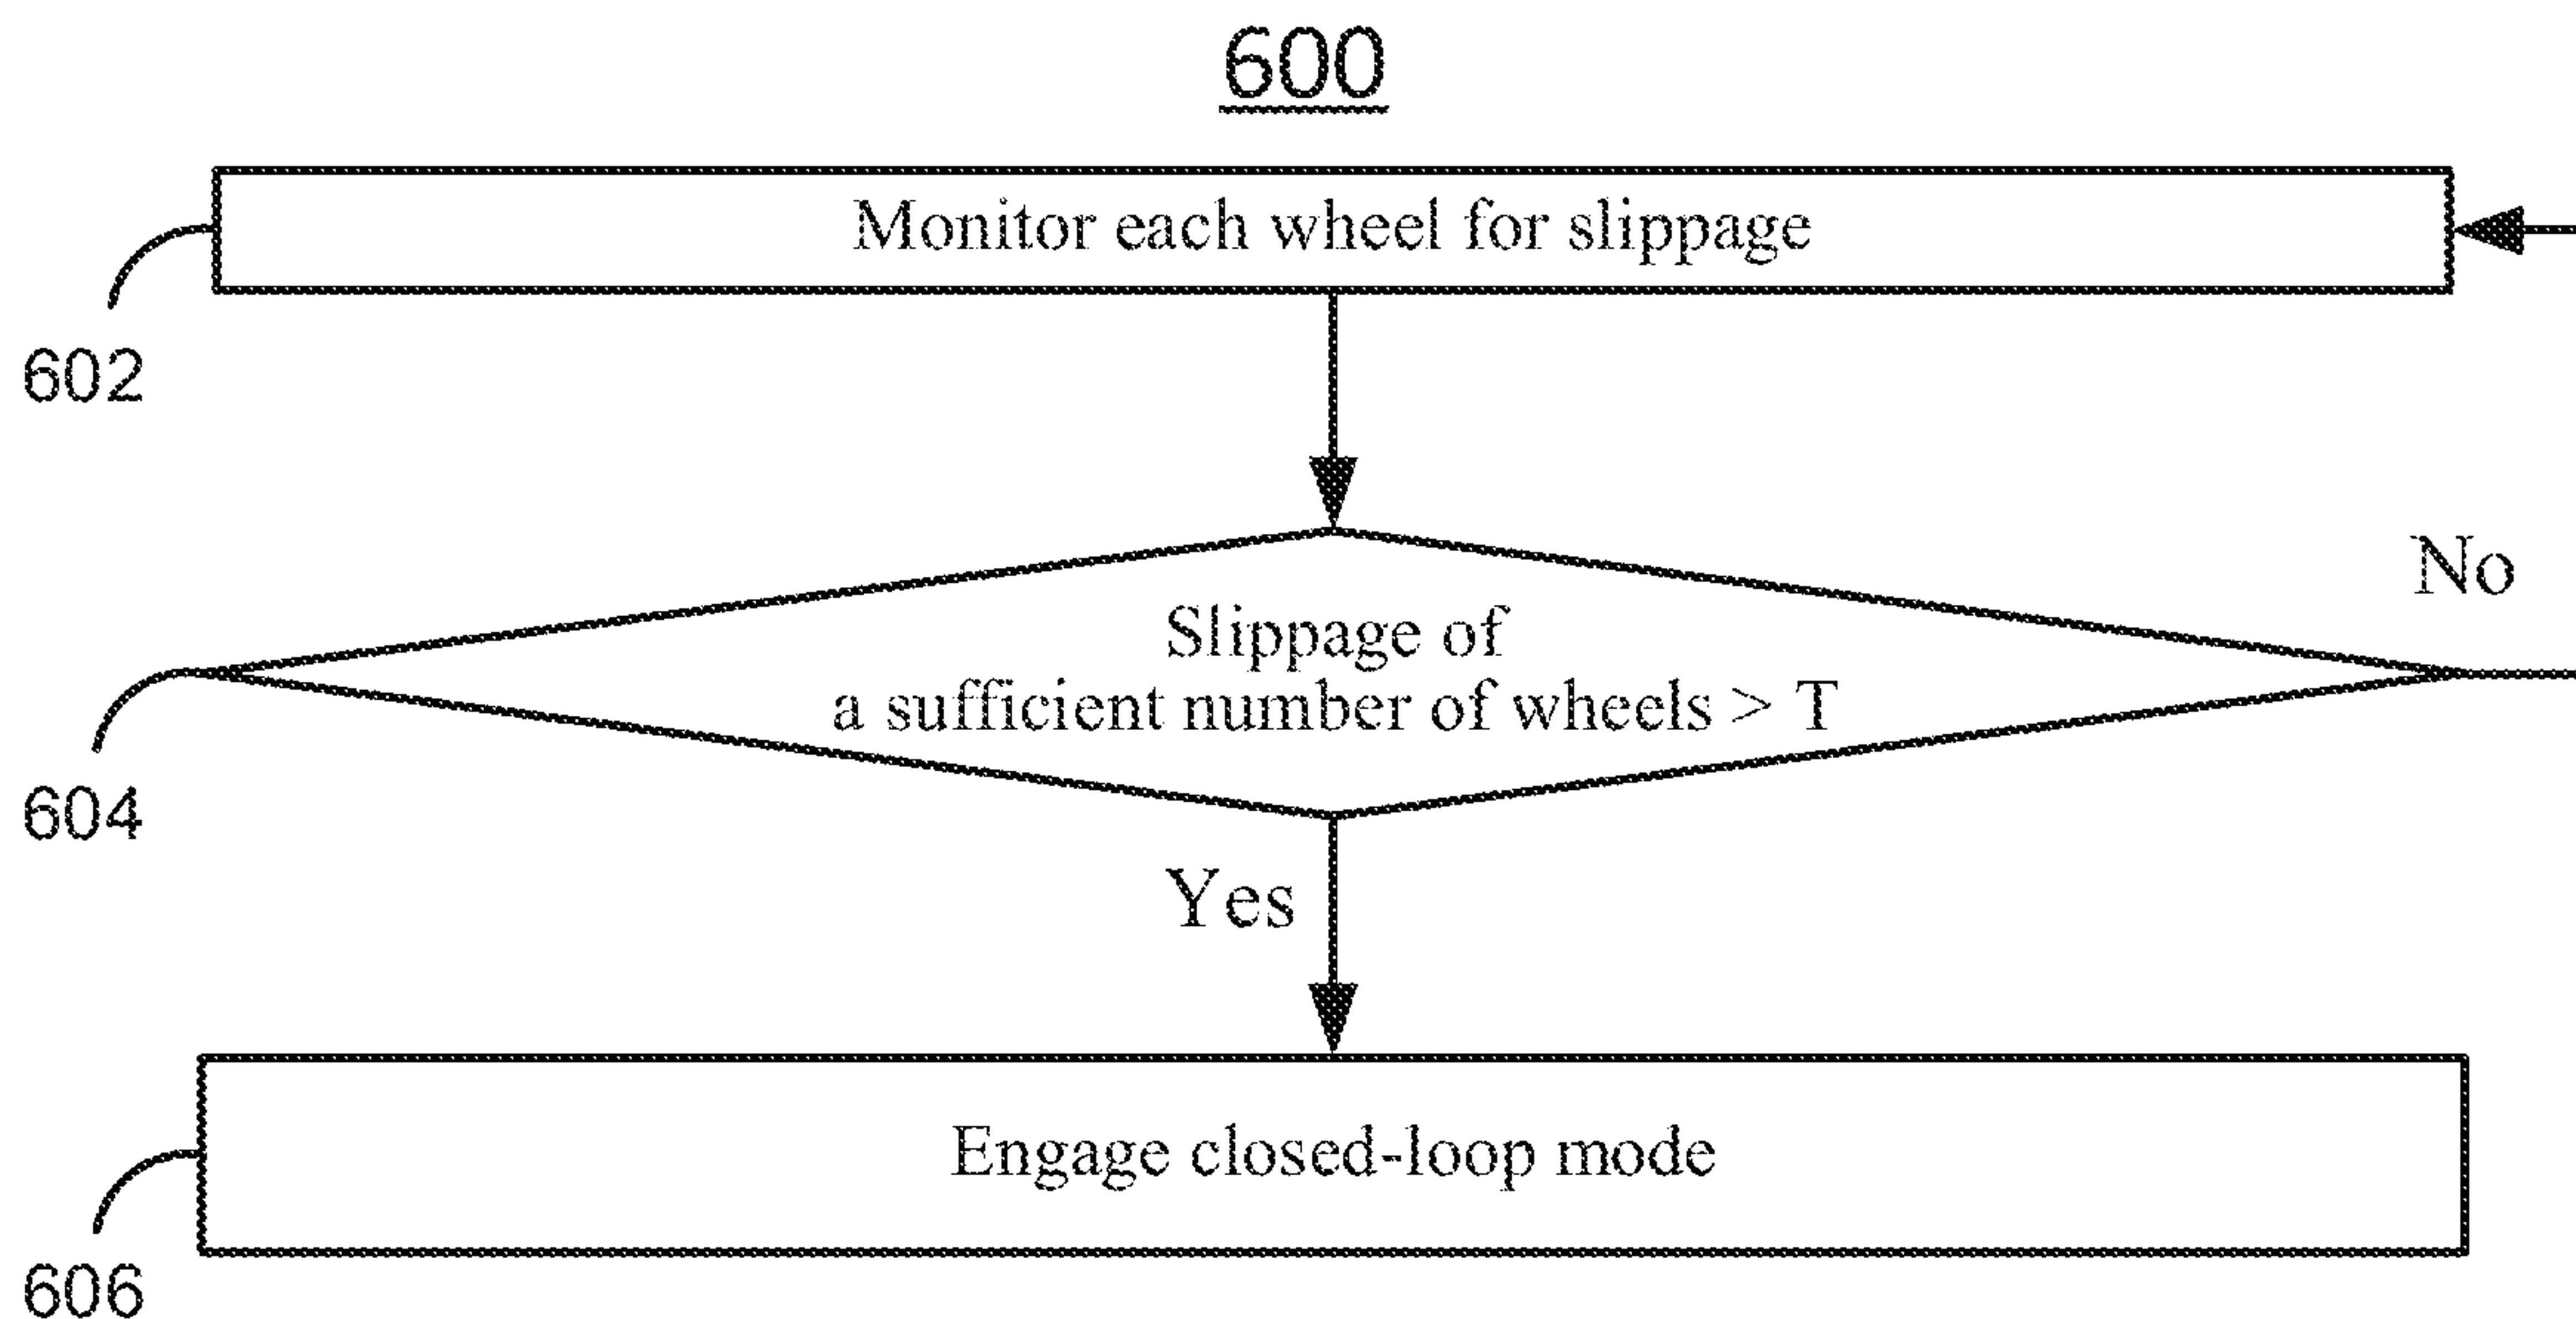 600
Monitor each wheel for slippage
602
No
Slippage of
a sufficient number of wheels > T
604
Yes
Engage closed-loop mode
606